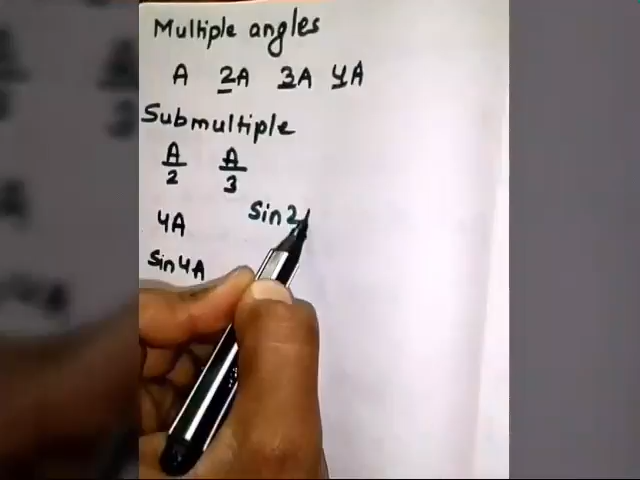 Multiple angles
A 2A 3A 4A
Submultiple
A/2 A/3
4A sin2
sin4A